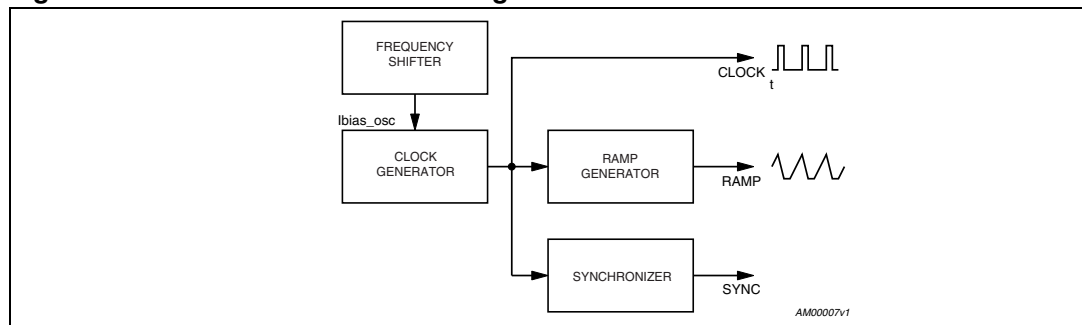 FREQUENCY
SHIFTER
CLOCK
t
Ibias_osc
CLOCK
GENERATOR
RAMP
GENERATOR
RAMP
SYNCHRONIZER
SYNC
AM00007v1